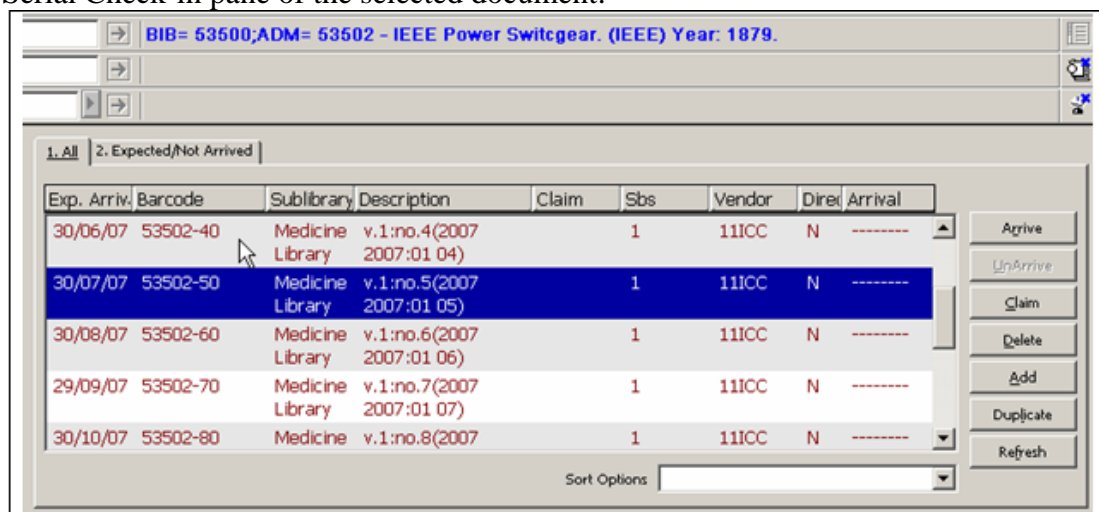 Serial Check-in pane of the selected document.
BIB= 53500;ADM= 53502 - IEEE Power Switcgear. (IEEE) Year: 1879.
1. All 2. Expected/Not Arrived
Exp. Arriv. Barcode Sublibrary Description Claim Sbs Vendor Direc Arrival
30/06/07 53502-40 Medicine v.1:no.4(2007 1 11ICC N --------
Library 2007:01 04)
30/07/07 53502-50 Medicine v.1:no.5(2007 1 11ICC N --------
Library 2007:01 05)
30/08/07 53502-60 Medicine v.1:no.6(2007 1 11ICC N --------
Library 2007:01 06)
29/09/07 53502-70 Medicine v.1:no.7(2007 1 11ICC N --------
Library 2007:01 07)
30/10/07 53502-80 Medicine v.1:no.8(2007 1 11ICC N --------
Arrive
UnArrive
Claim
Delete
Add
Duplicate
Refresh
Sort Options